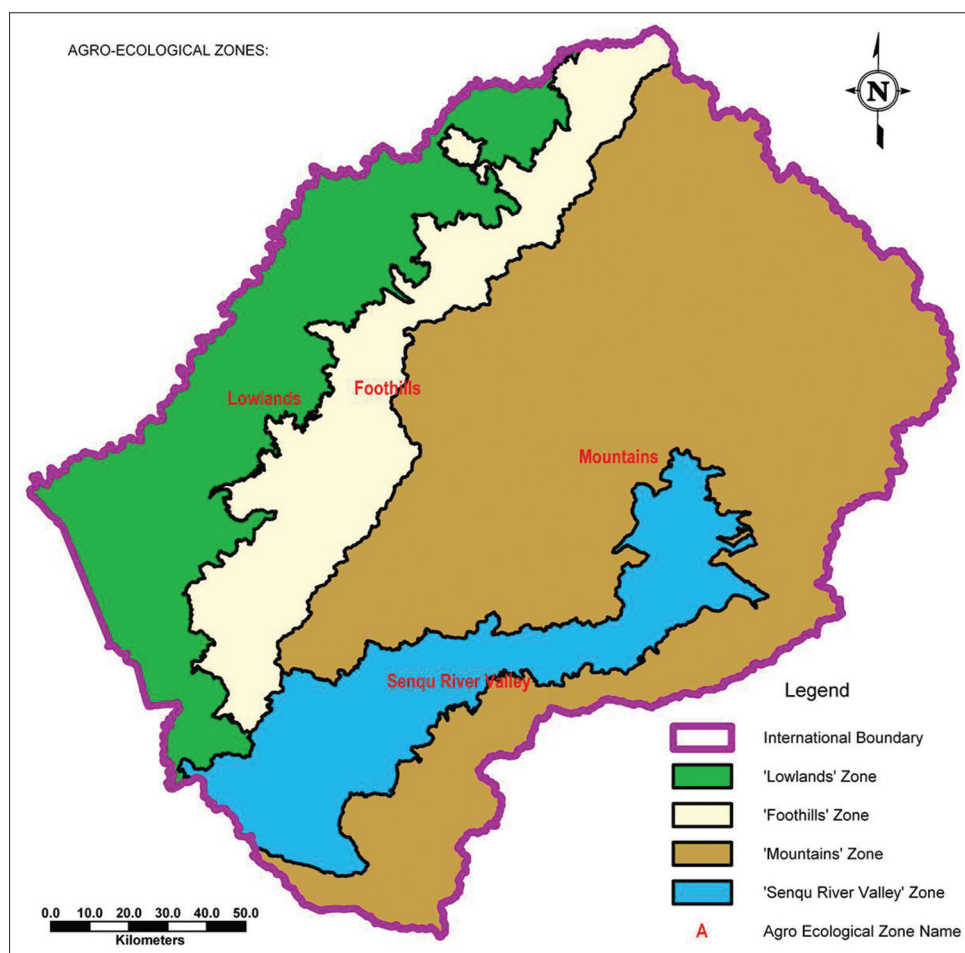 AGRO-ECOLOGICAL ZONES:
N
Foothills
Lowlands
Mountains
Senqu River Valley
Legend
International Boundary
'Lowlands' Zone
'Foothills' Zone
'Mountains' Zone
'Senqu River Valley' Zone
A Agro Ecological Zone Name
0.0 10.0 20.0 30.0 40.0 50.0
Kilometers